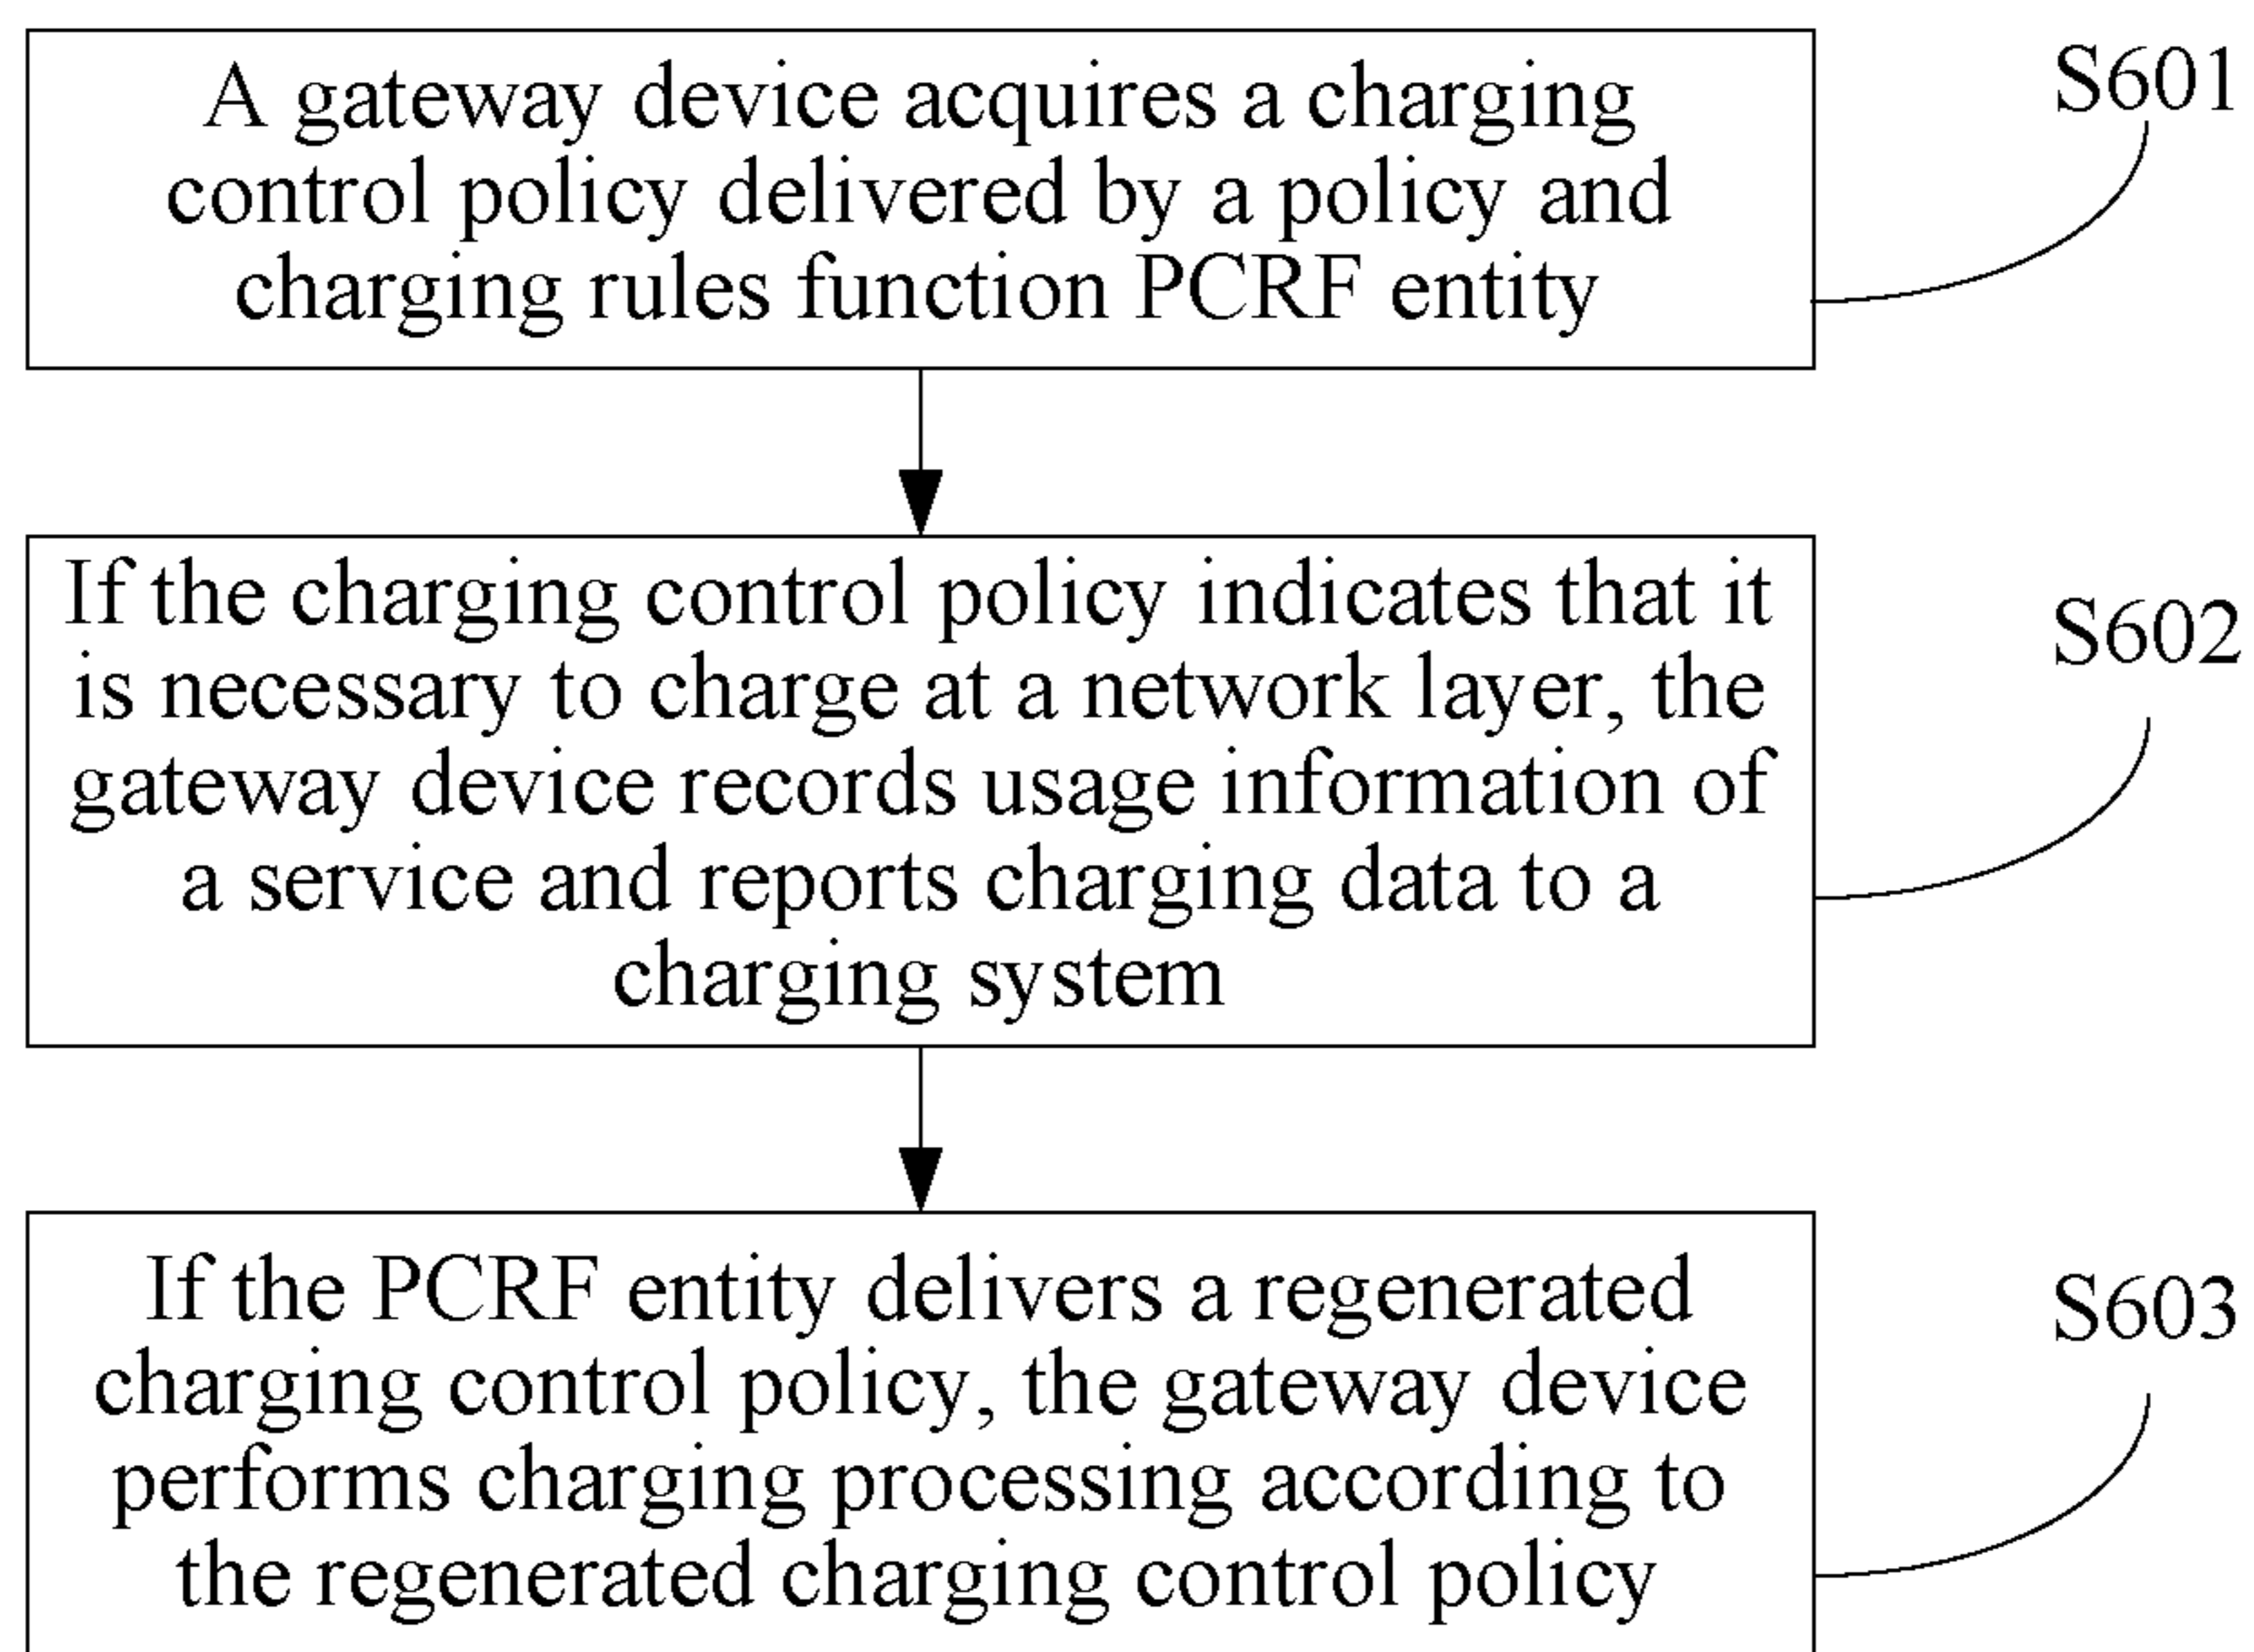 A gateway device acquires a charging
control policy delivered by a policy and
charging rules function PCRF entity
S601
If the charging control policy indicates that it
is necessary to charge at a network layer, the
gateway device records usage information of
a service and reports charging data to a
charging system
S602
If the PCRF entity delivers a regenerated
charging control policy, the gateway device
performs charging processing according to
the regenerated charging control policy
S603